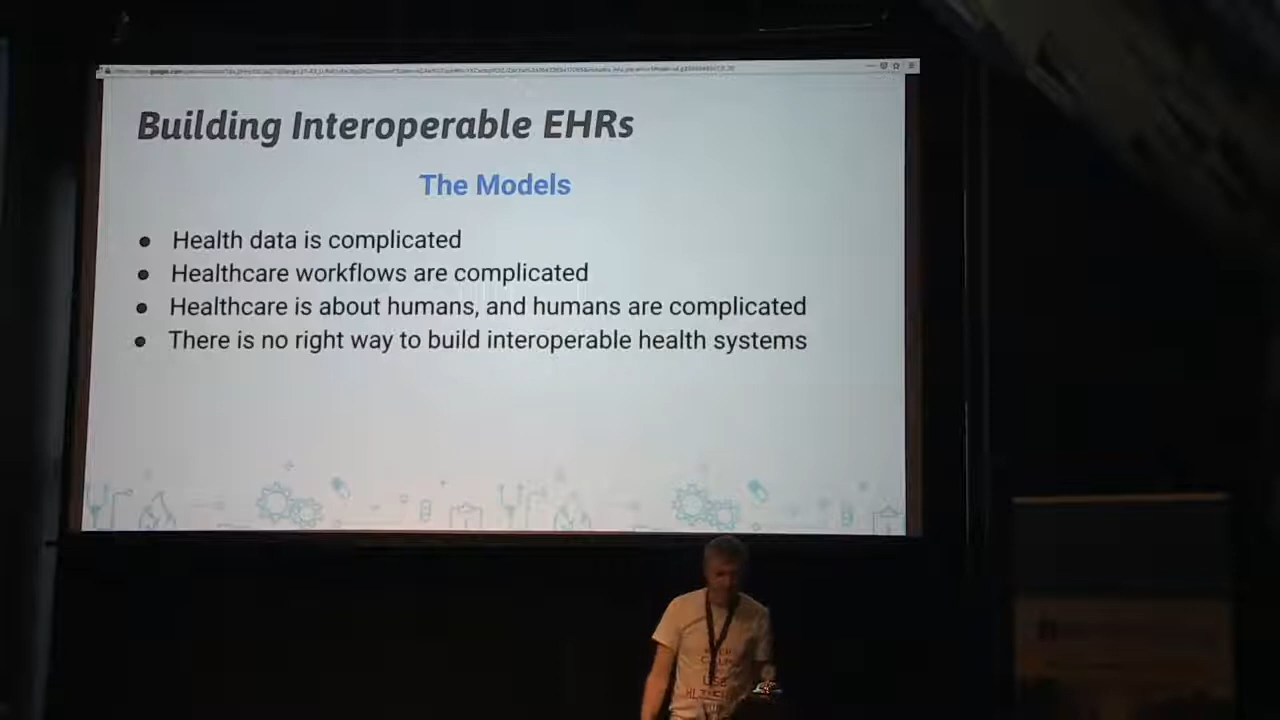 Building Interoperable EHRs
The Models
● Health data is complicated
● Healthcare workflows are complicated
● Healthcare is about humans, and humans are complicated
● There is no right way to build interoperable health systems
USE